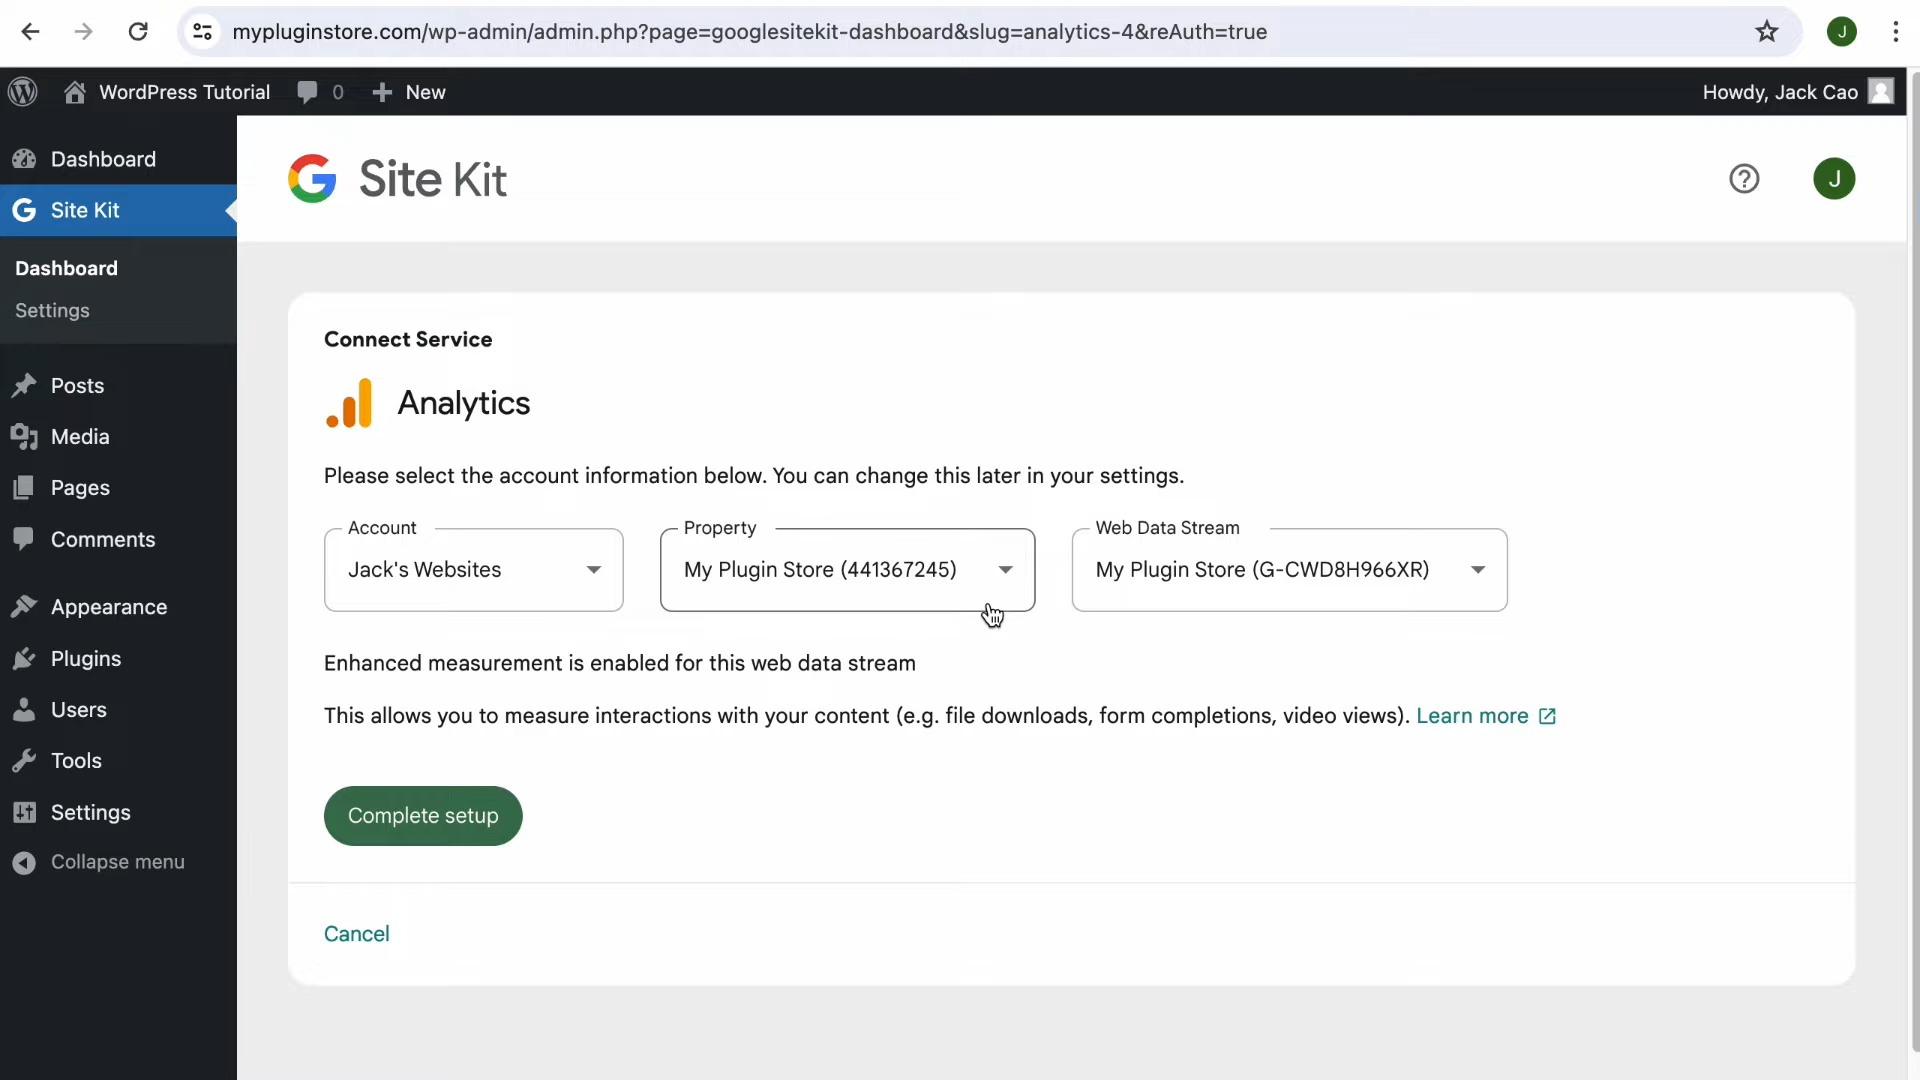 mypluginstore.com/wp-admin/admin.php?page=googlesitekit-dashboard&slug=analytics-4&reAuth=true
J
WordPress Tutorial
0
New
Howdy, Jack Cao
Dashboard
Site Kit
Dashboard
Settings
Posts
Media
Pages
Comments
Appearance
Plugins
Users
Tools
Settings
Collapse menu
G Site Kit
J
Connect Service
Analytics
Please select the account information below. You can change this later in your settings.
Account
Jack's Websites
Property
My Plugin Store (441367245)
Web Data Stream
My Plugin Store (G-CWD8H966XR)
Enhanced measurement is enabled for this web data stream
This allows you to measure interactions with your content (e.g. file downloads, form completions, video views). Learn more
Complete setup
Cancel